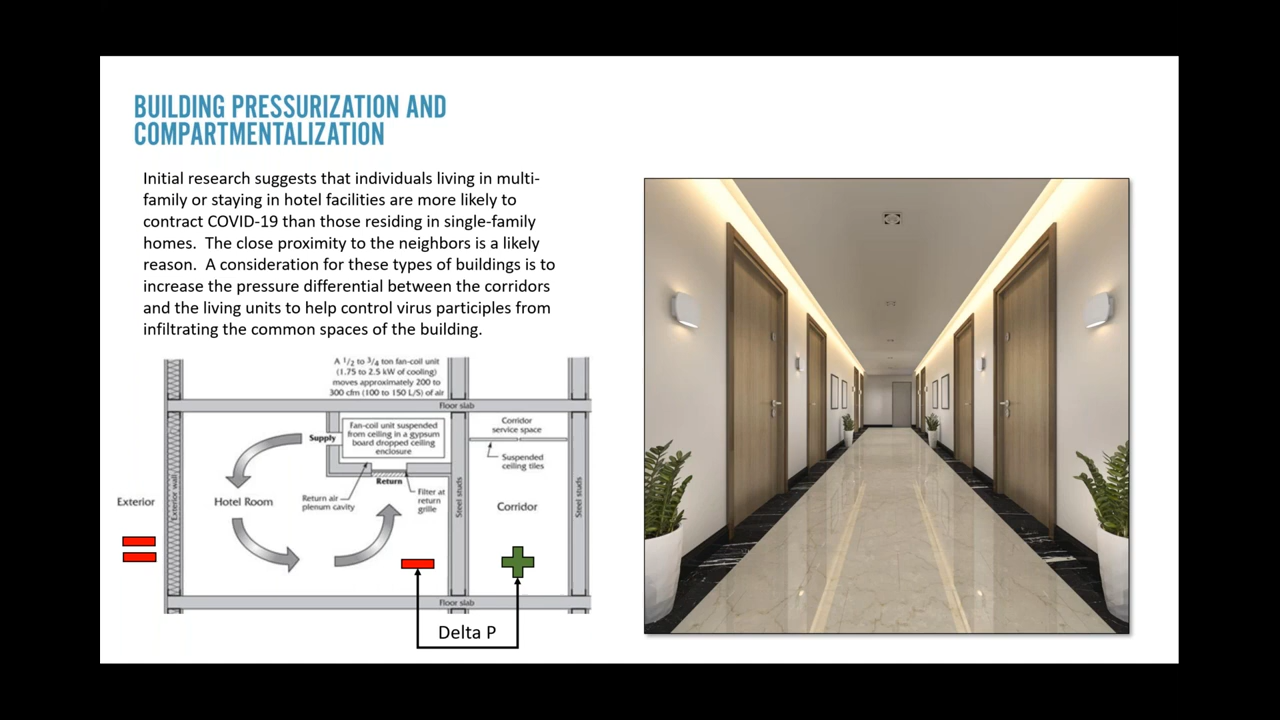 BUILDING PRESSURIZATION AND
COMPARTMENTALIZATION
Initial research suggests that individuals living in multi-
family or staying in hotel facilities are more likely to
contract COVID-19 than those residing in single-family
homes.  The close proximity to the neighbors is a likely
reason.  A consideration for these types of buildings is to
increase the pressure differential between the corridors
and the living units to help control virus participles from
infiltrating the common spaces of the building.
A 1/2 to 3/4 ton fan-coil unit
(1.75 to 2.5 kW of cooling)
moves approximately 200 to
300 cfm (100 to 150 L/S) of air
Floor slab
Supply
Fan-coil unit suspended
from ceiling in a gypsum
board dropped ceiling
enclosure
Corridor
service space
Suspended
ceiling tiles
Return
Return air
plenum cavity
Filter at
return
grille
Exterior
Exterior wall
Hotel Room
Steel studs
Corridor
Steel studs
Floor slab
Delta P